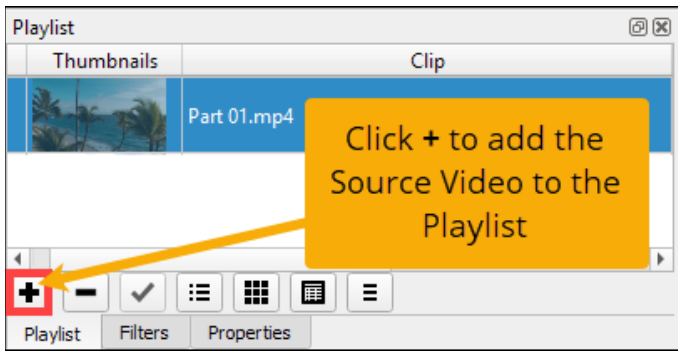 Playlist
Thumbnails Clip
Part 01.mp4
Click + to add the
Source Video to the
Playlist
Playlist Filters Properties